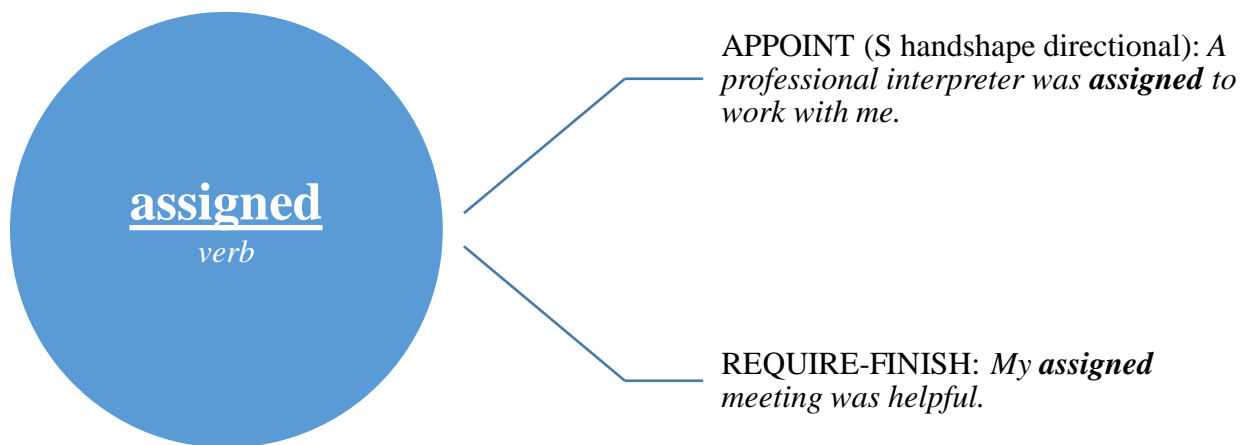 assigned
verb
APPOINT (S handshape directional): A
professional interpreter was assigned to
work with me.
REQUIRE-FINISH: My assigned
meeting was helpful.